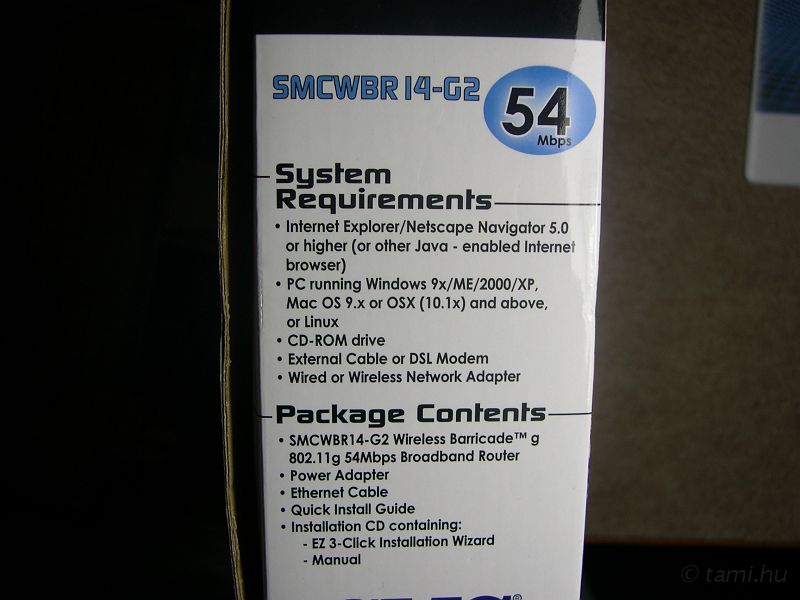 SMCWBR14-G2
54
Mbps
System
Requirements
• Internet Explorer/Netscape Navigator 5.0
or higher (or other Java - enabled Internet
browser)
• PC running Windows 9x/ME/2000/XP,
Mac OS 9.x or OSX (10.1x) and above,
or Linux
• CD-ROM drive
• External Cable or DSL Modem
• Wired or Wireless Network Adapter
Package Contents
• SMCWBR14-G2 Wireless Barricade™ g
802.11g 54Mbps Broadband Router
• Power Adapter
• Ethernet Cable
• Quick Install Guide
• Installation CD containing:
- EZ 3-Click Installation Wizard
- Manual
© tami.hu